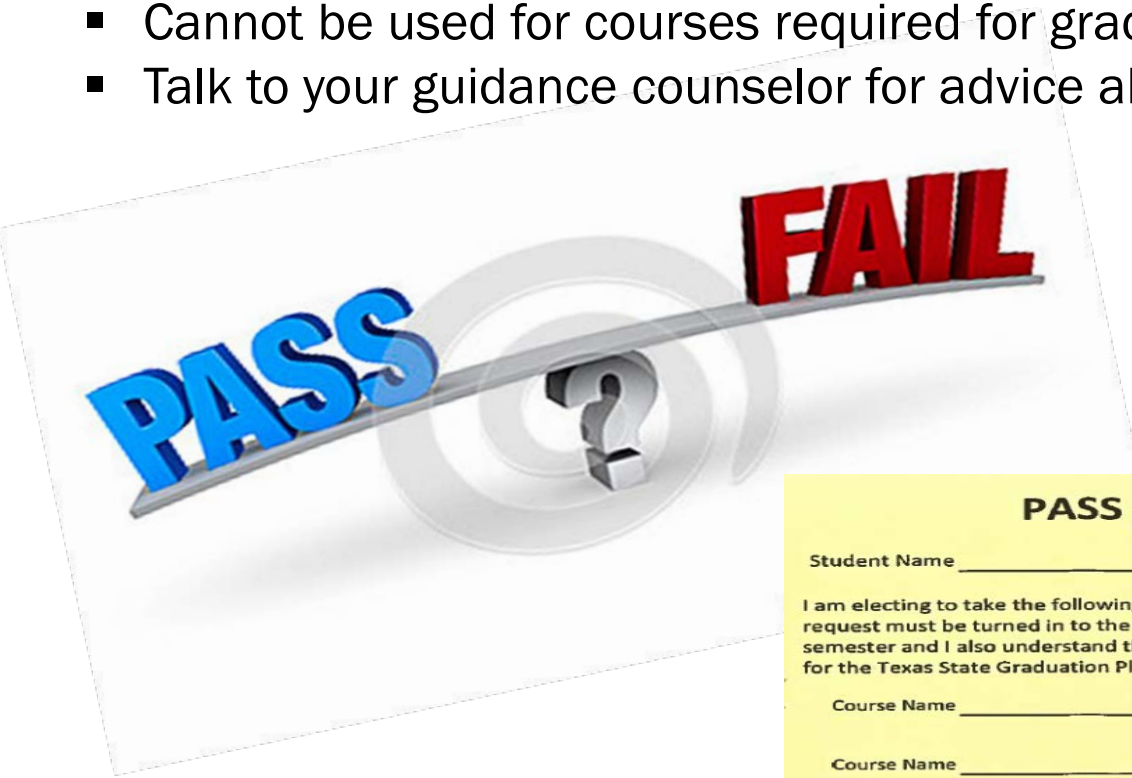 ▪ Cannot be used for courses required for grad
▪ Talk to your guidance counselor for advice a
PASS
FAIL
?
PASS
Student Name
I am electing to take the followin
request must be turned in to the
semester and I also understand t
for the Texas State Graduation Pl
Course Name
Course Name